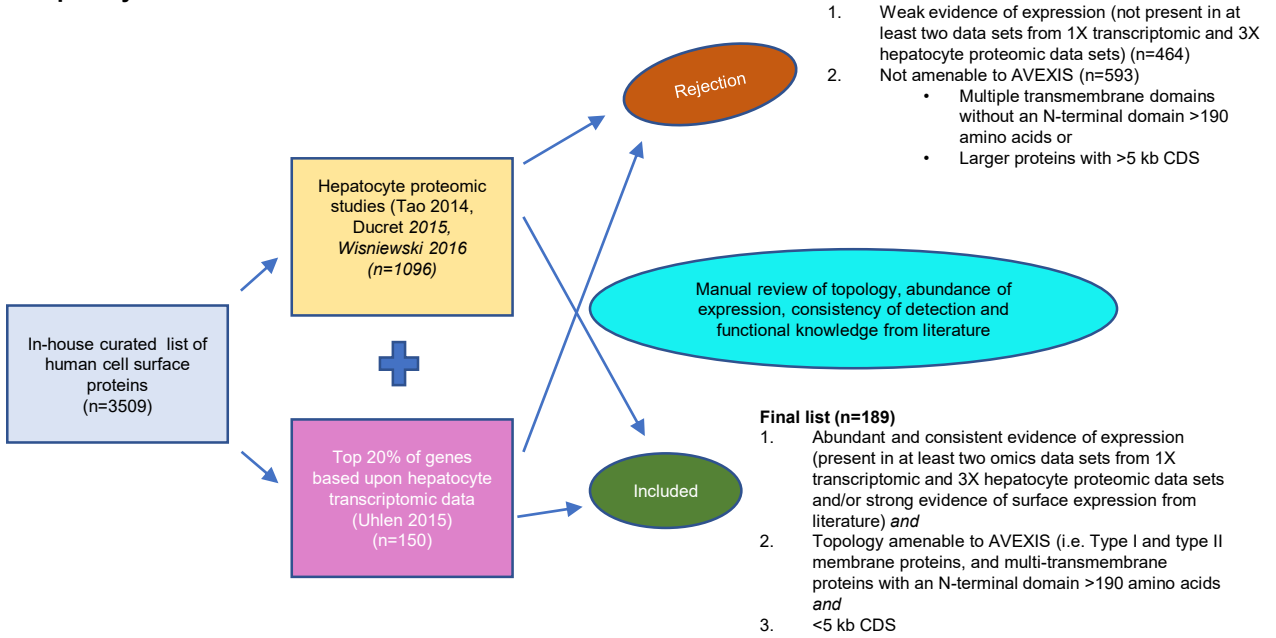 1. Weak evidence of expression (not present in at
least two data sets from 1X transcriptomic and 3X
hepatocyte proteomic data sets) (n=464)
2. Not amenable to AVEXIS (n=593)
• Multiple transmembrane domains
without an N-terminal domain >190
amino acids or
• Larger proteins with >5 kb CDS
Rejection
Hepatocyte proteomic
studies (Tao 2014,
Ducret 2015,
Wisniewski 2016
(n=1096)
Manual review of topology, abundance of
expression, consistency of detection and
functional knowledge from literature
In-house curated list of
human cell surface
proteins
(n=3509)
Top 20% of genes
based upon hepatocyte
transcriptomic data
(Uhlen 2015)
(n=150)
Included
Final list (n=189)
1. Abundant and consistent evidence of expression
(present in at least two omics data sets from 1X
transcriptomic and 3X hepatocyte proteomic data sets
and/or strong evidence of surface expression from
literature) and
2. Topology amenable to AVEXIS (i.e. Type I and type II
membrane proteins, and multi-transmembrane
proteins with an N-terminal domain >190 amino acids
and
3. <5 kb CDS